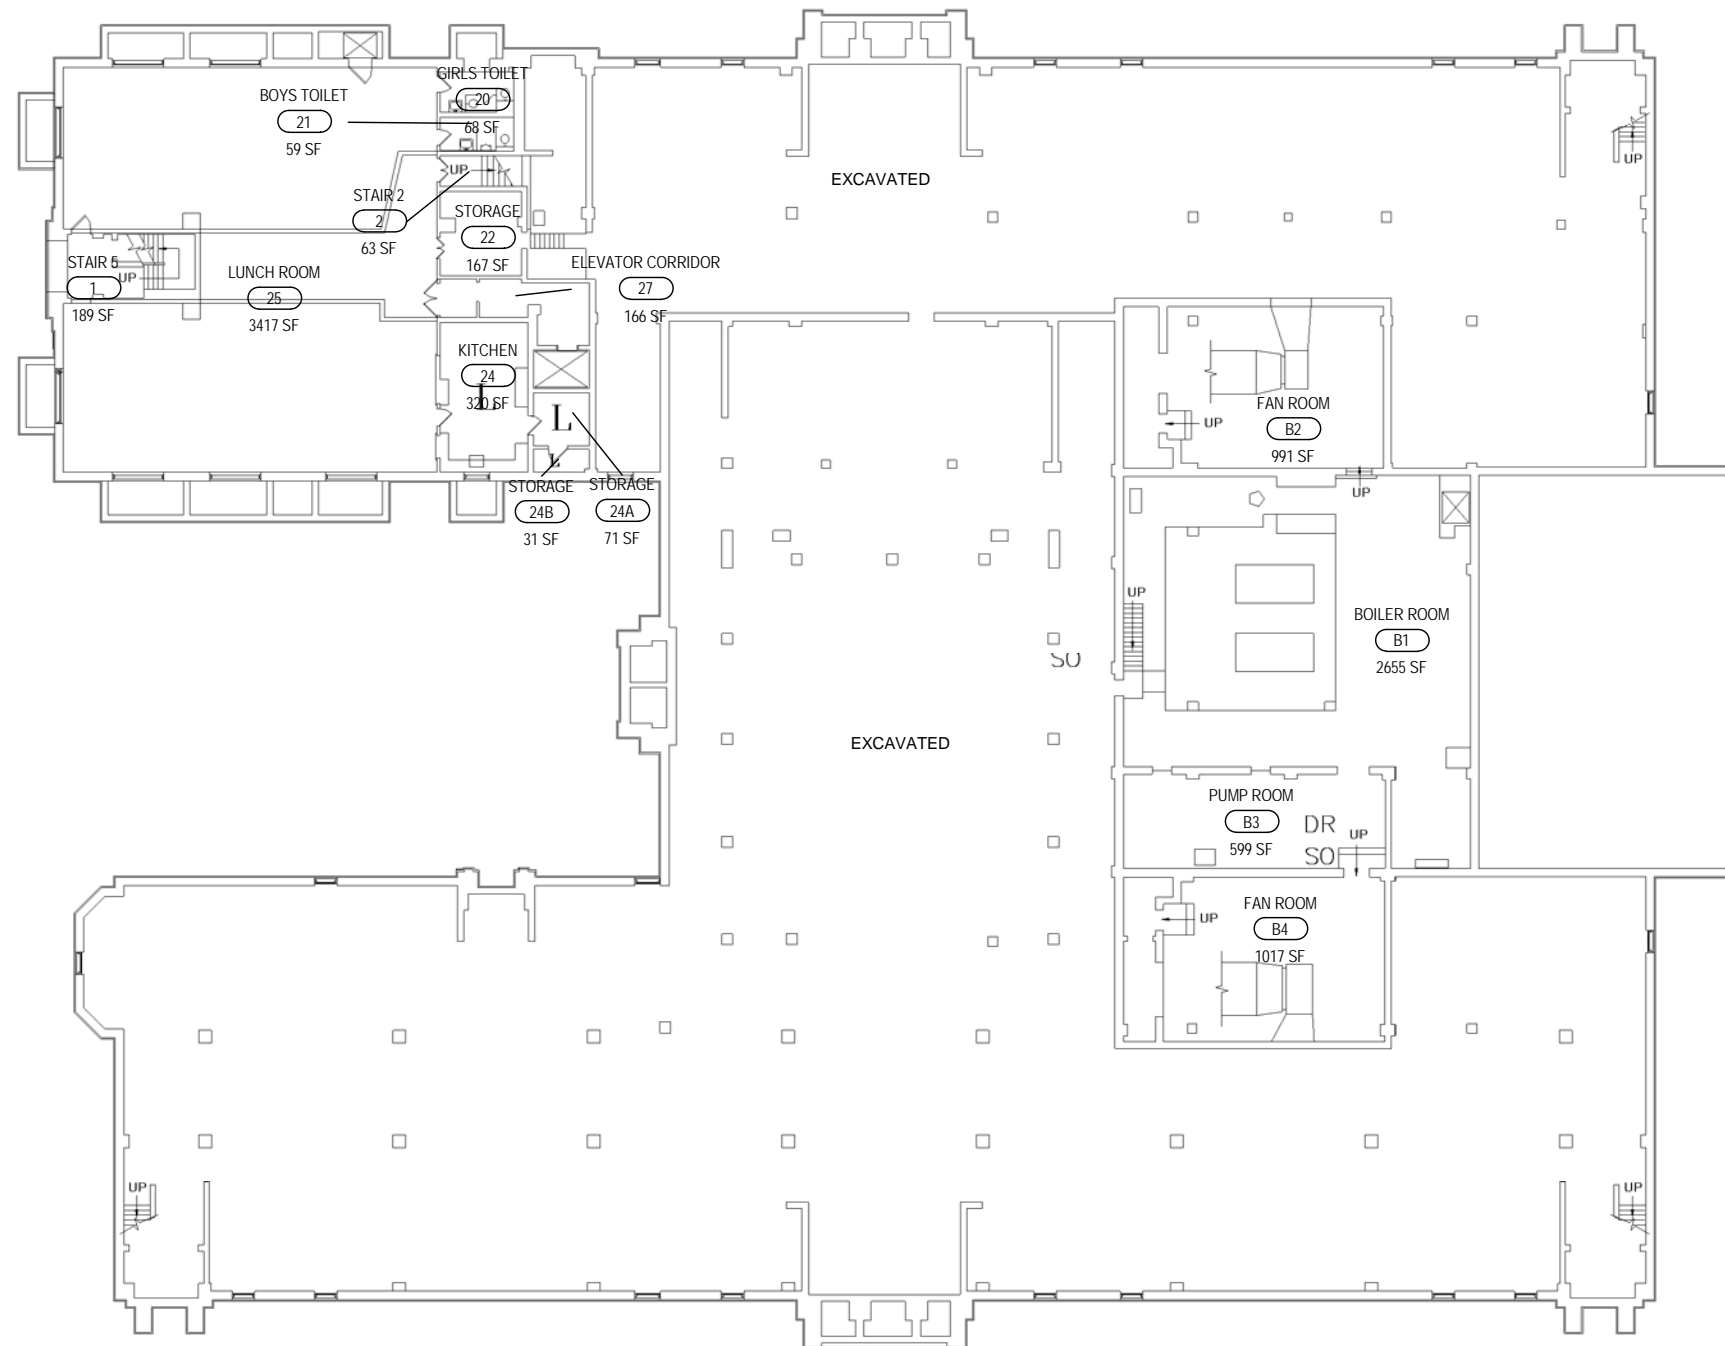 GIRLS TOILET
20
68 SF
BOYS TOILET
21
59 SF
UP
STAIR 2
2
63 SF
STORAGE
22
167 SF
EXCAVATED
UP
STAIR 5
1
189 SF
UP
LUNCH ROOM
25
3417 SF
ELEVATOR CORRIDOR
27
166 SF
KITCHEN
24
320 SF
L
L
L
FAN ROOM
B2
991 SF
UP
STORAGE
24B
31 SF
STORAGE
24A
71 SF
UP
UP
BOILER ROOM
B1
2655 SF
SO
EXCAVATED
PUMP ROOM
B3
599 SF
DR
SO
UP
FAN ROOM
B4
1017 SF
UP
UP
UP